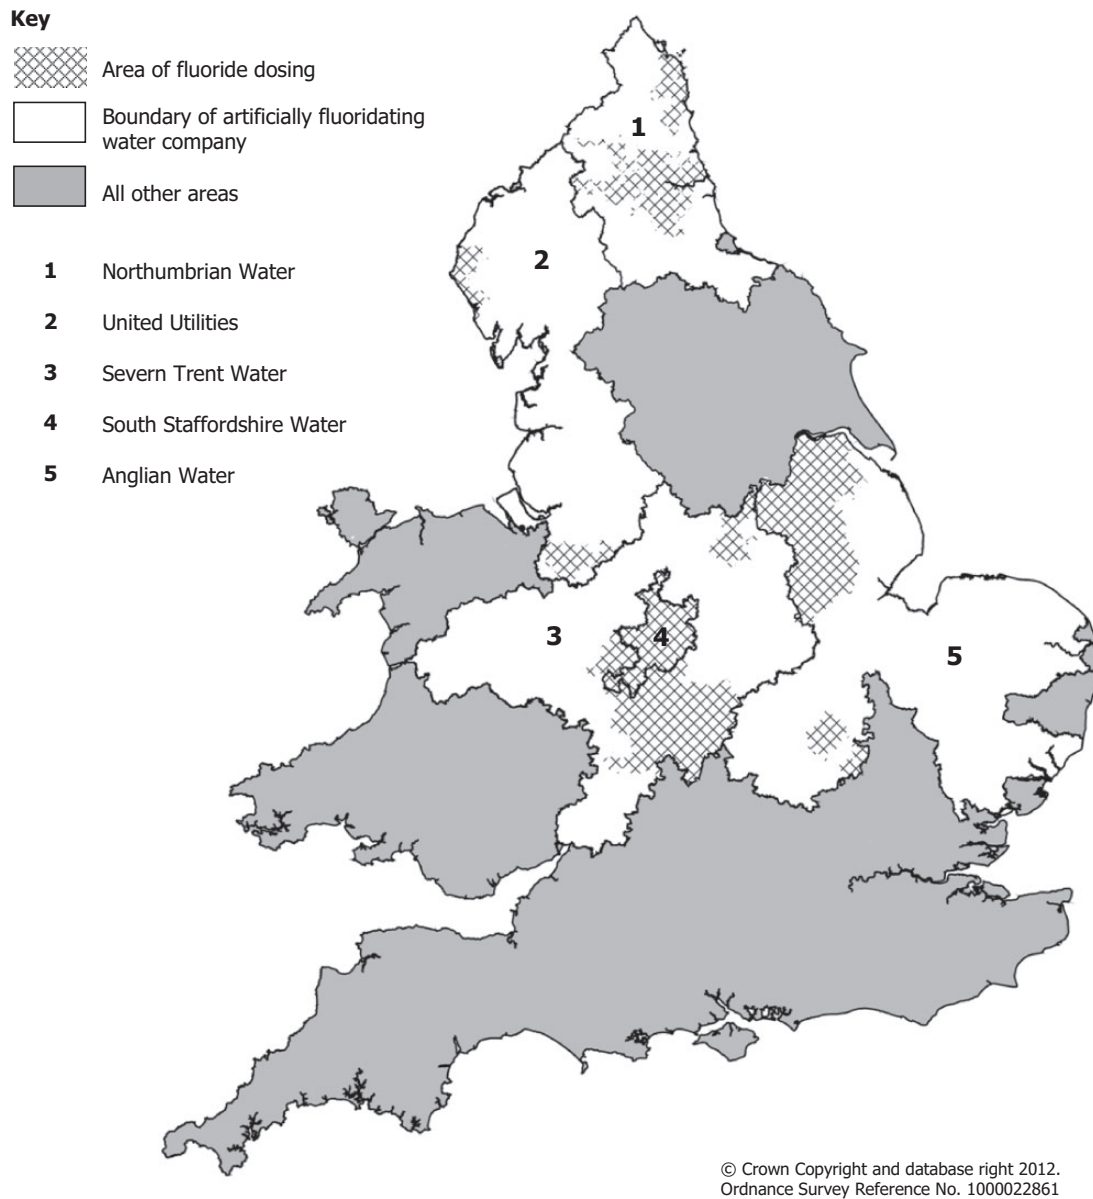 Key
Area of fluoride dosing
Boundary of artificially fluoridating
water company
All other areas
1 Northumbrian Water
2 United Utilities
3 Severn Trent Water
4 South Staffordshire Water
5 Anglian Water
1
2
3
4
5
© Crown Copyright and database right 2012.
Ordnance Survey Reference No. 1000022861